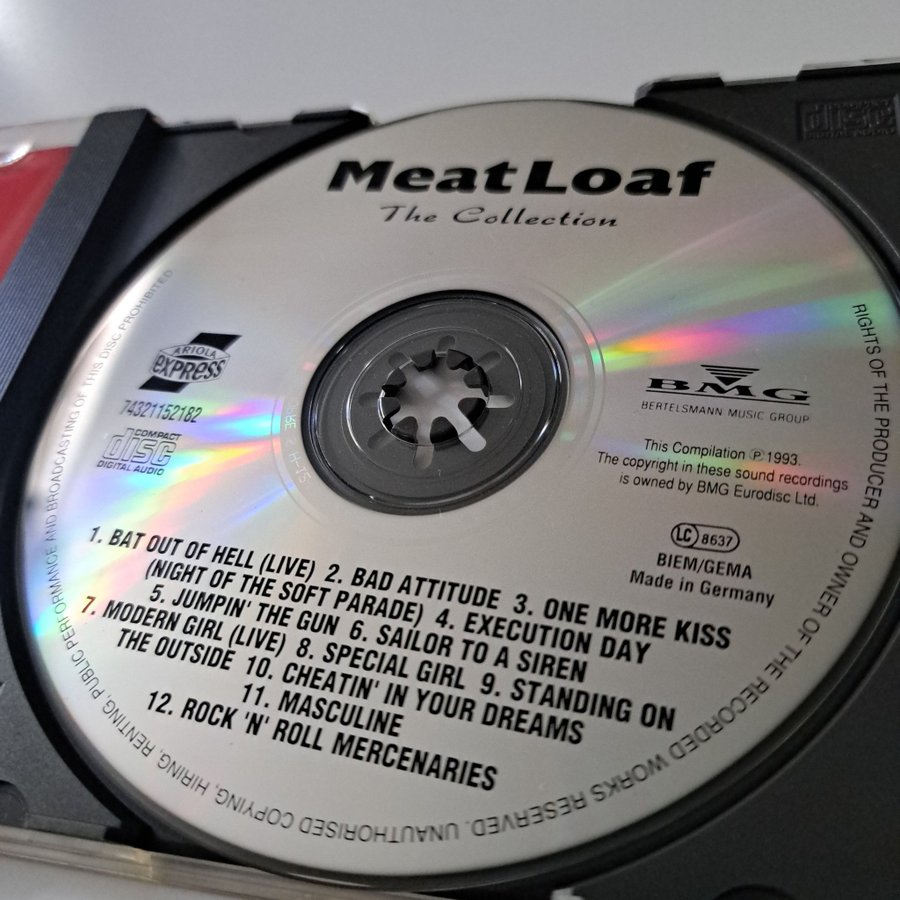 MeatLoaf
The Collection
ARIOLA
express
74321152182
COMPACT
disc
DIGITAL AUDIO
BMG
BERTELSMANN MUSIC GROUP
This Compilation ℗ 1993.
The copyright in these sound recordings
is owned by BMG Eurodisc Ltd.
LC 8637
BIEM/GEMA
Made in Germany
1. BAT OUT OF HELL (LIVE) 2. BAD ATTITUDE 3. ONE MORE KISS
(NIGHT OF THE SOFT PARADE) 4. EXECUTION DAY
5. JUMPIN' THE GUN 6. SAILOR TO A SIREN
7. MODERN GIRL (LIVE) 8. SPECIAL GIRL 9. STANDING ON
THE OUTSIDE 10. CHEATIN' IN YOUR DREAMS
11. MASCULINE
12. ROCK 'N' ROLL MERCENARIES
RIGHTS OF THE PRODUCER AND OWNER OF THE RECORDED WORKS RESERVED. UNAUTHORISED COPYING, HIRING, RENTING, PUBLIC PERFORMANCE AND BROADCASTING OF THIS DISC PROHIBITED